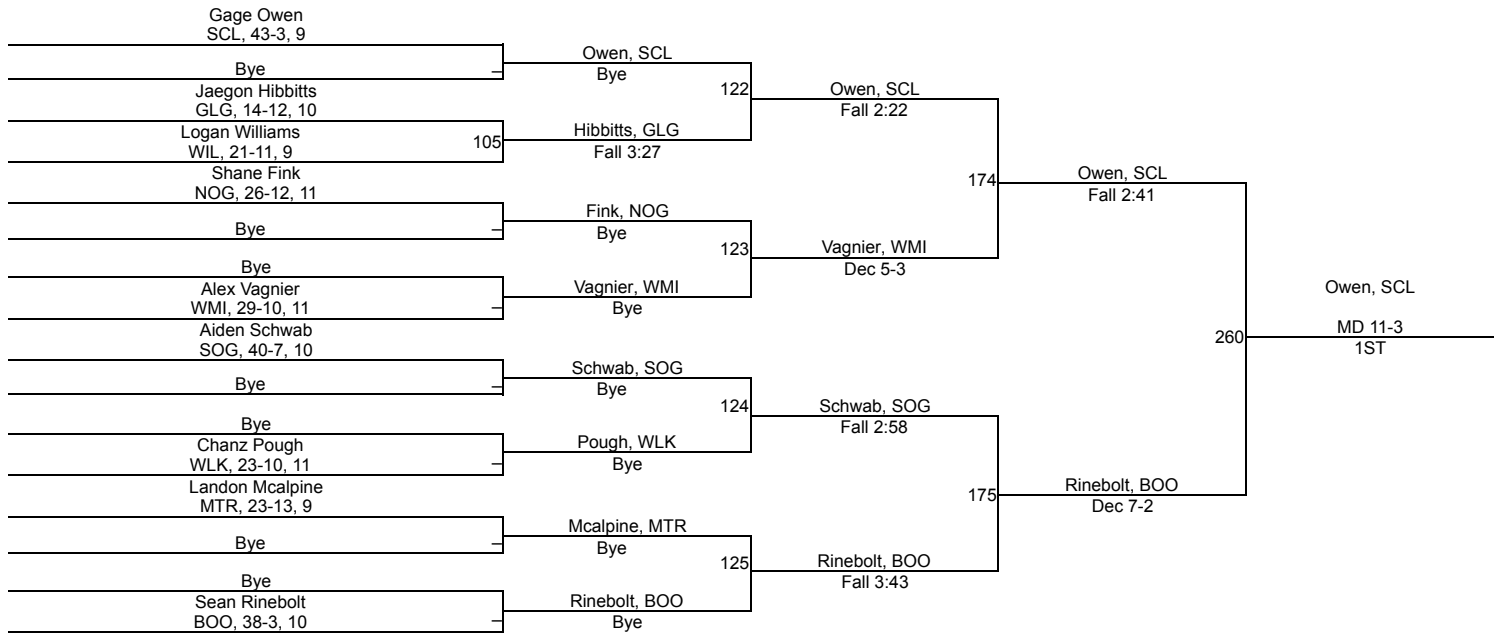 Gage Owen
SCL, 43-3, 9
Bye
Jaegon Hibbitts
GLG, 14-12, 10
Logan Williams
WIL, 21-11, 9
105
Shane Fink
NOG, 26-12, 11
Bye
Bye
Alex Vagnier
WMI, 29-10, 11
Aiden Schwab
SOG, 40-7, 10
Bye
Bye
Chanz Pough
WLK, 23-10, 11
Landon Mcalpine
MTR, 23-13, 9
Bye
Bye
Sean Rinebolt
BOO, 38-3, 10
Owen, SCL
Bye
122
Hibbitts, GLG
Fall 3:27
Fink, NOG
Bye
123
Vagnier, WMI
Bye
Schwab, SOG
Bye
124
Pough, WLK
Bye
Mcalpine, MTR
Bye
125
Rinebolt, BOO
Bye
Owen, SCL
Fall 2:22
174
Vagnier, WMI
Dec 5-3
Schwab, SOG
Fall 2:58
175
Rinebolt, BOO
Fall 3:43
Owen, SCL
Fall 2:41
260
Rinebolt, BOO
Dec 7-2
Owen, SCL
MD 11-3
1ST